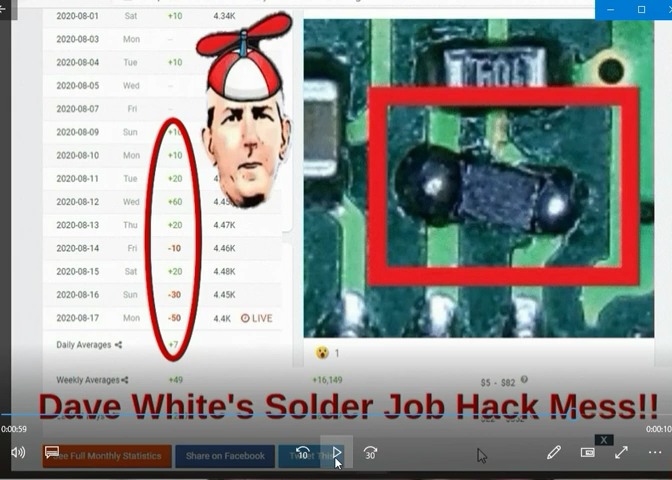 2020-08-01 Sat +10 4.34K
2020-08-03 Mon --
2020-08-04 Tue +10
2020-08-05 Wed --
2020-08-07 Fri --
2020-08-09 Sun
2020-08-10 Mon +10
2020-08-11 Tue +20
2020-08-12 Wed +60
2020-08-13 Thu +20 4.47K
2020-08-14 Fri -10 4.46K
2020-08-15 Sat +20 4.48K
2020-08-16 Sun -30 4.45K
2020-08-17 Mon -50 4.4K LIVE
Daily Averages +7
1
Weekly Averages +49 +16,149 $5 - $82
Dave White's Solder Job Hack Mess!!
0:00:59
0:00:10
See Full Monthly Statistics
Share on Facebook
10
30
X